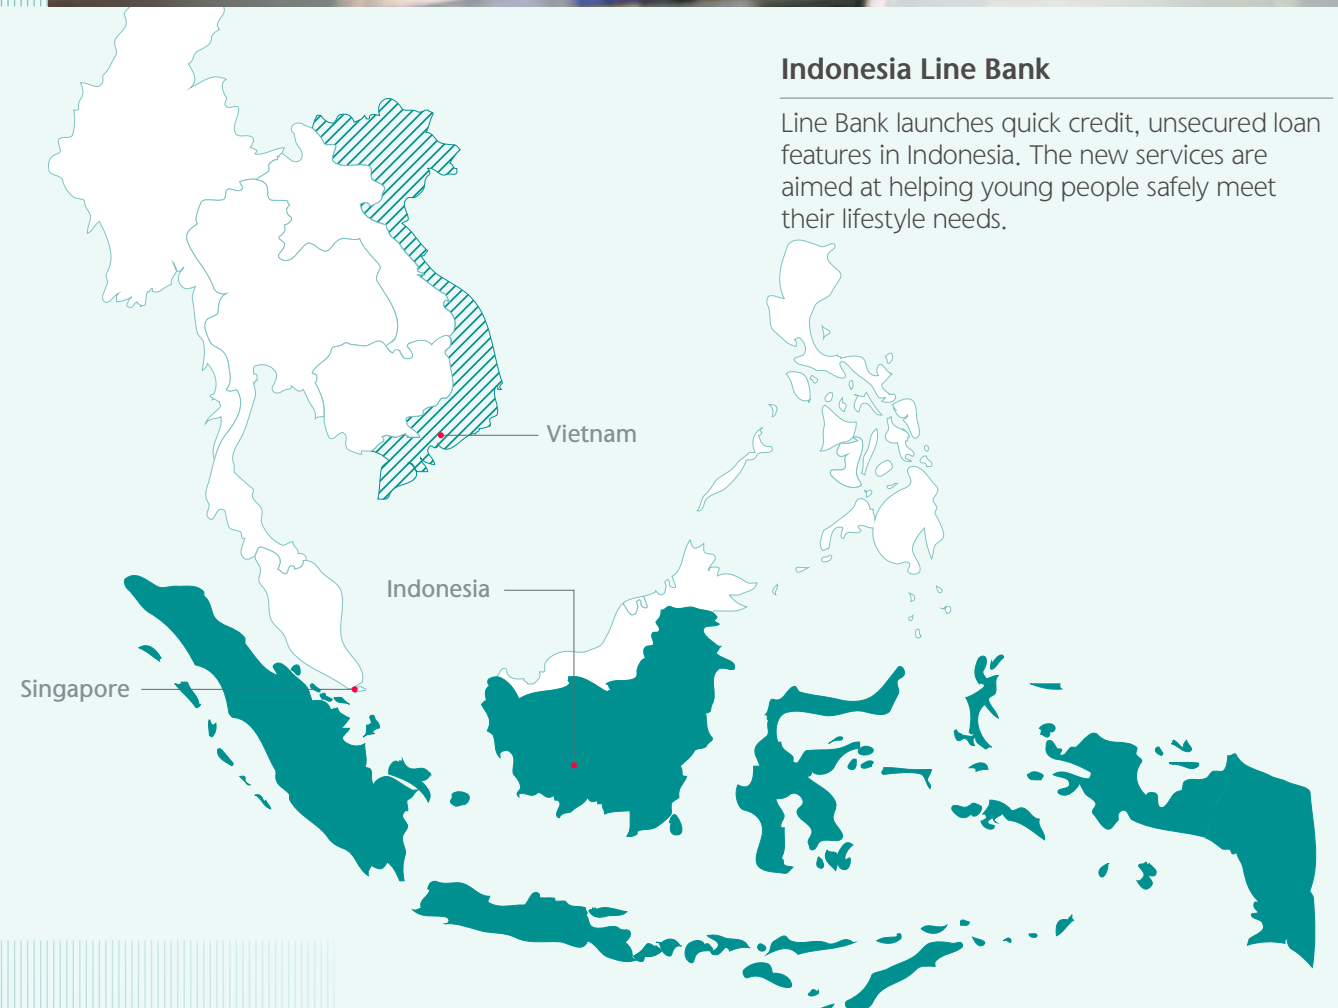 Indonesia Line Bank
Line Bank launches quick credit, unsecured loan
features in Indonesia. The new services are
aimed at helping young people safely meet
their lifestyle needs.
Vietnam
Indonesia
Singapore